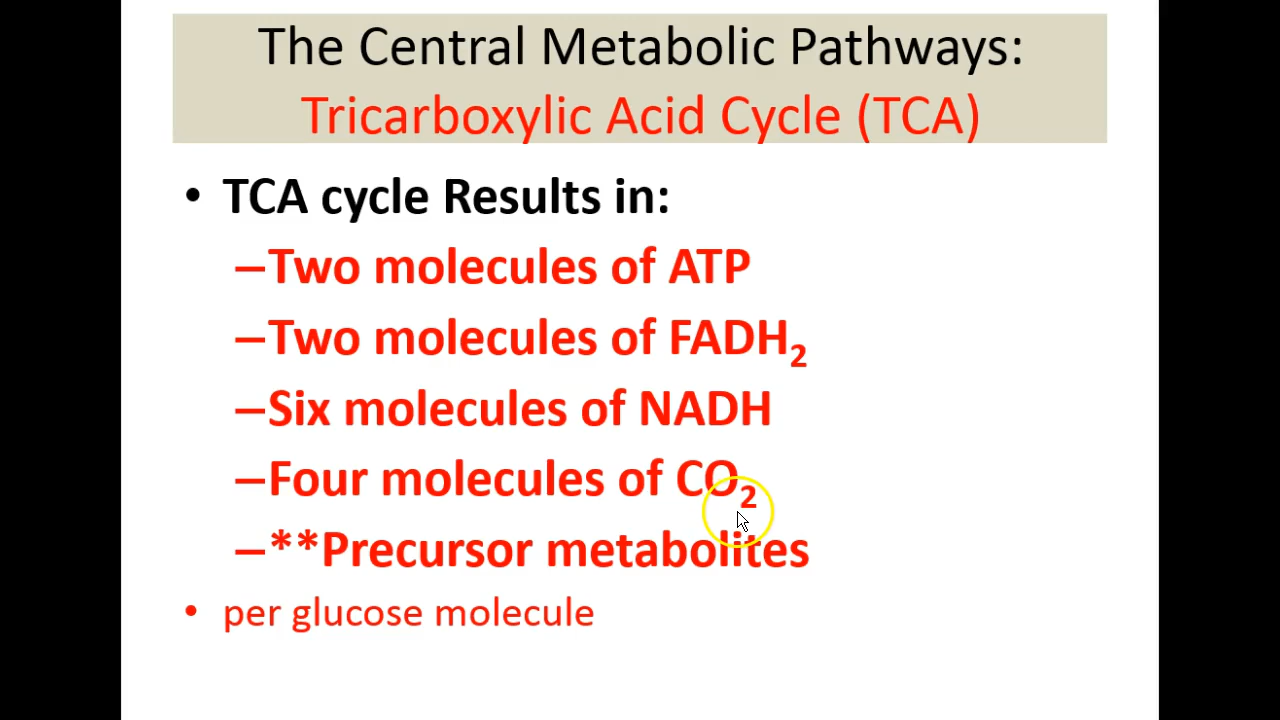 The Central Metabolic Pathways:
Tricarboxylic Acid Cycle (TCA)
• TCA cycle Results in:
–Two molecules of ATP
–Two molecules of FADH₂
–Six molecules of NADH
–Four molecules of CO₂
–**Precursor metabolites
• per glucose molecule